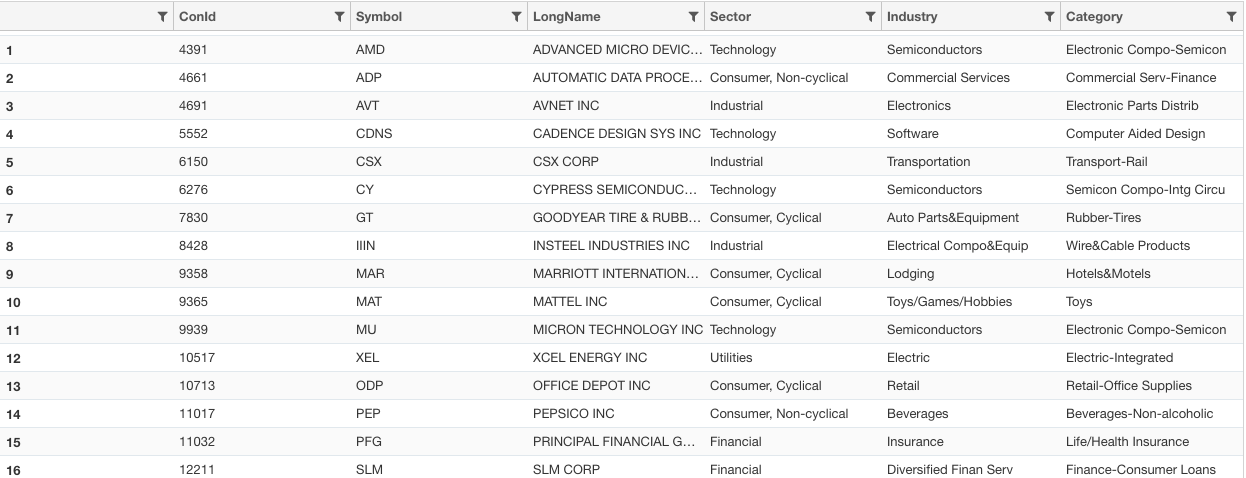 ConId Symbol LongName Sector Industry Category
1 4391 AMD ADVANCED MICRO DEVIC... Technology Semiconductors Electronic Compo-Semicon
2 4661 ADP AUTOMATIC DATA PROCE... Consumer, Non-cyclical Commercial Services Commercial Serv-Finance
3 4691 AVT AVNET INC Industrial Electronics Electronic Parts Distrib
4 5552 CDNS CADENCE DESIGN SYS INC Technology Software Computer Aided Design
5 6150 CSX CSX CORP Industrial Transportation Transport-Rail
6 6276 CY CYPRESS SEMICONDUC... Technology Semiconductors Semicon Compo-Intg Circu
7 7830 GT GOODYEAR TIRE & RUBB... Consumer, Cyclical Auto Parts&Equipment Rubber-Tires
8 8428 IIIN INSTEEL INDUSTRIES INC Industrial Electrical Compo&Equip Wire&Cable Products
9 9358 MAR MARRIOTT INTERNATION... Consumer, Cyclical Lodging Hotels&Motels
10 9365 MAT MATTEL INC Consumer, Cyclical Toys/Games/Hobbies Toys
11 9939 MU MICRON TECHNOLOGY INC Technology Semiconductors Electronic Compo-Semicon
12 10517 XEL XCEL ENERGY INC Utilities Electric Electric-Integrated
13 10713 ODP OFFICE DEPOT INC Consumer, Cyclical Retail Retail-Office Supplies
14 11017 PEP PEPSICO INC Consumer, Non-cyclical Beverages Beverages-Non-alcoholic
15 11032 PFG PRINCIPAL FINANCIAL G... Financial Insurance Life/Health Insurance
16 12211 SLM SLM CORP Financial Diversified Finan Serv Finance-Consumer Loans